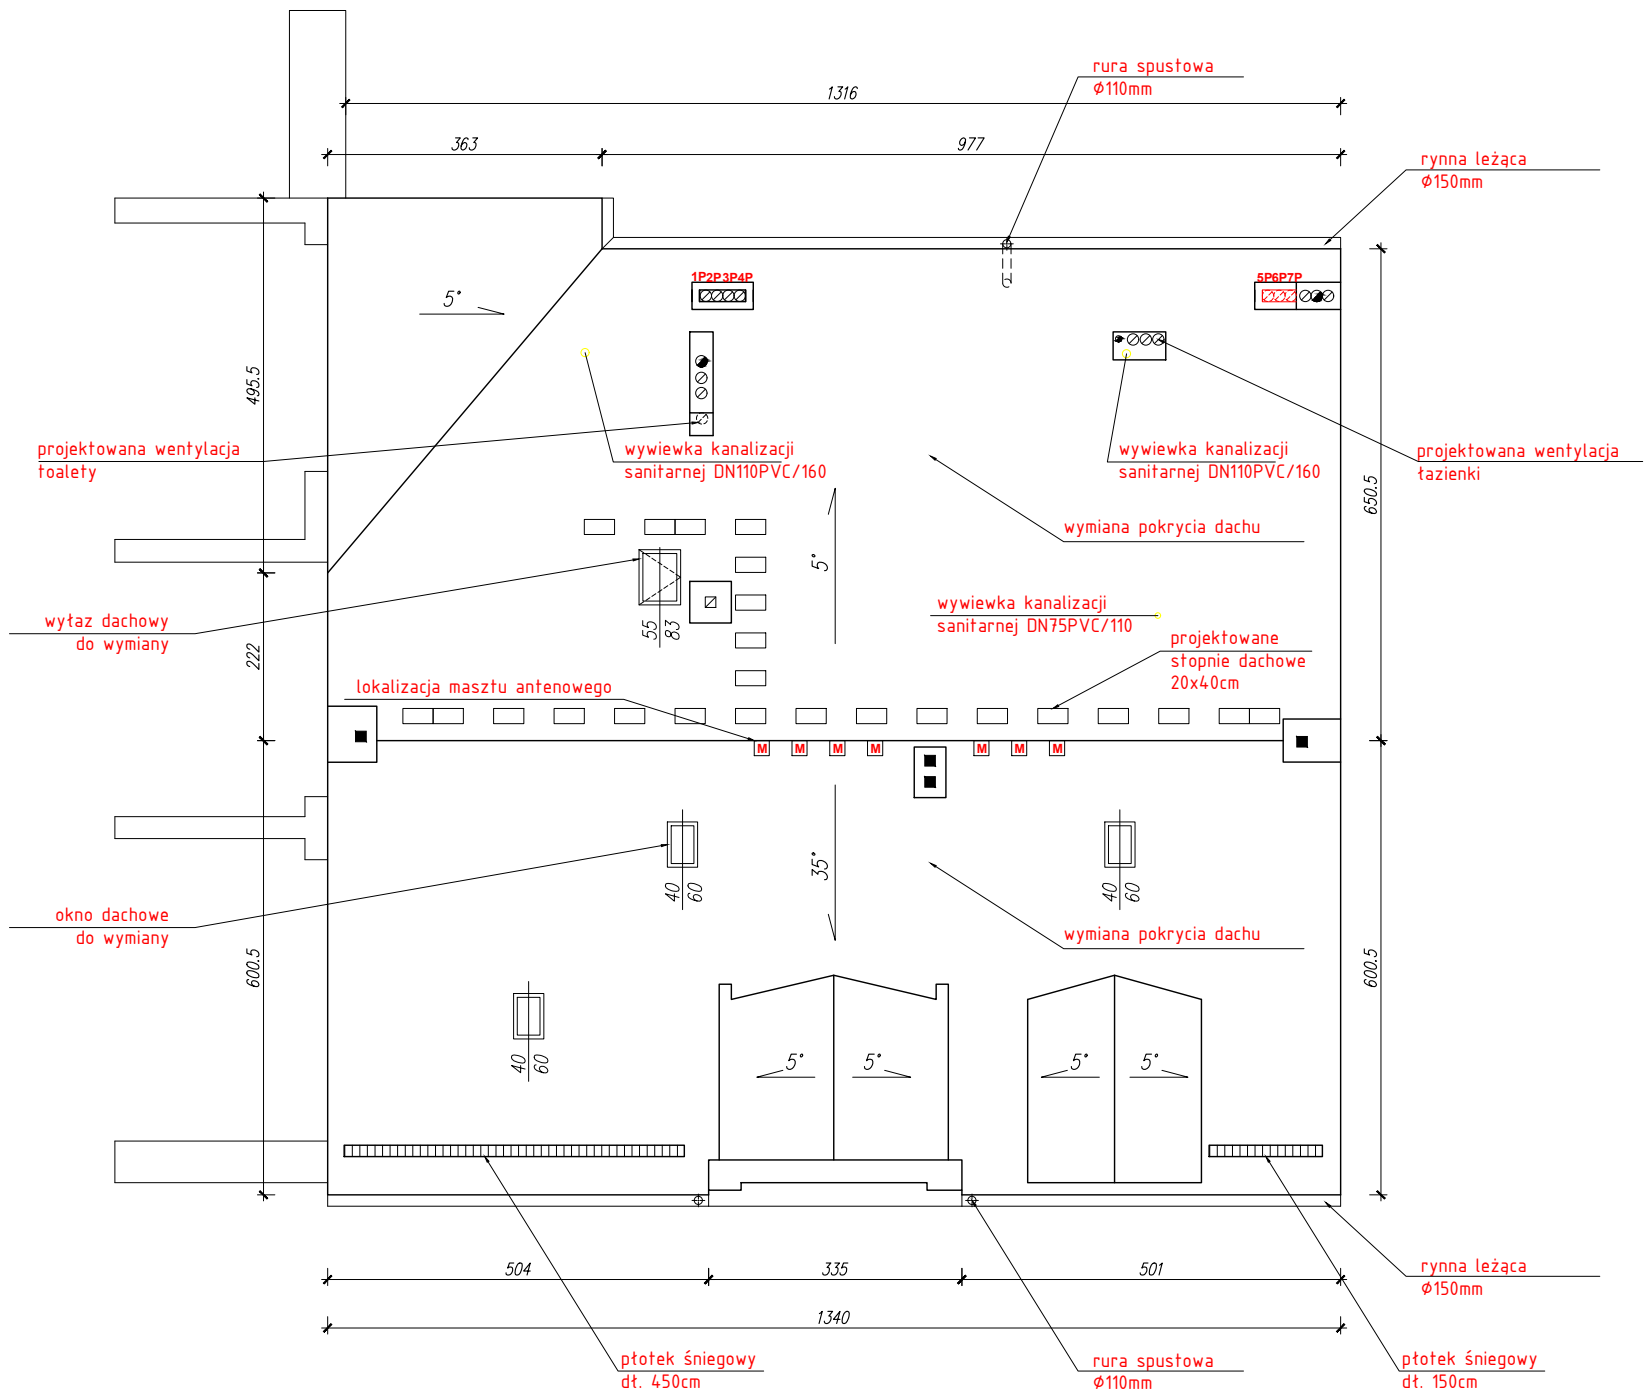 rura spustowa
φ110mm
1316
363
977
rynna leżąca
φ150mm
1P2P3P4P
5P6P7P
5°
495.5
projektowana wentylacja
toalety
wywiewka kanalizacji
sanitarnej DN110PVC/160
wywiewka kanalizacji
sanitarnej DN110PVC/160
projektowana wentylacja
łazienki
650.5
wymiana pokrycia dachu
5°
wywiewka kanalizacji
sanitarnej DN75PVC/110
wyłaz dachowy
do wymiany
55
83
222
projektowane
stopnie dachowe
20x40cm
lokalizacja masztu antenowego
M M M M M M M
35°
40
60
40
60
okno dachowe
do wymiany
wymiana pokrycia dachu
600.5
600.5
40
60
5° 5° 5° 5°
504
335
501
rynna leżąca
φ150mm
1340
płotek śniegowy
dł. 450cm
rura spustowa
φ110mm
płotek śniegowy
dł. 150cm